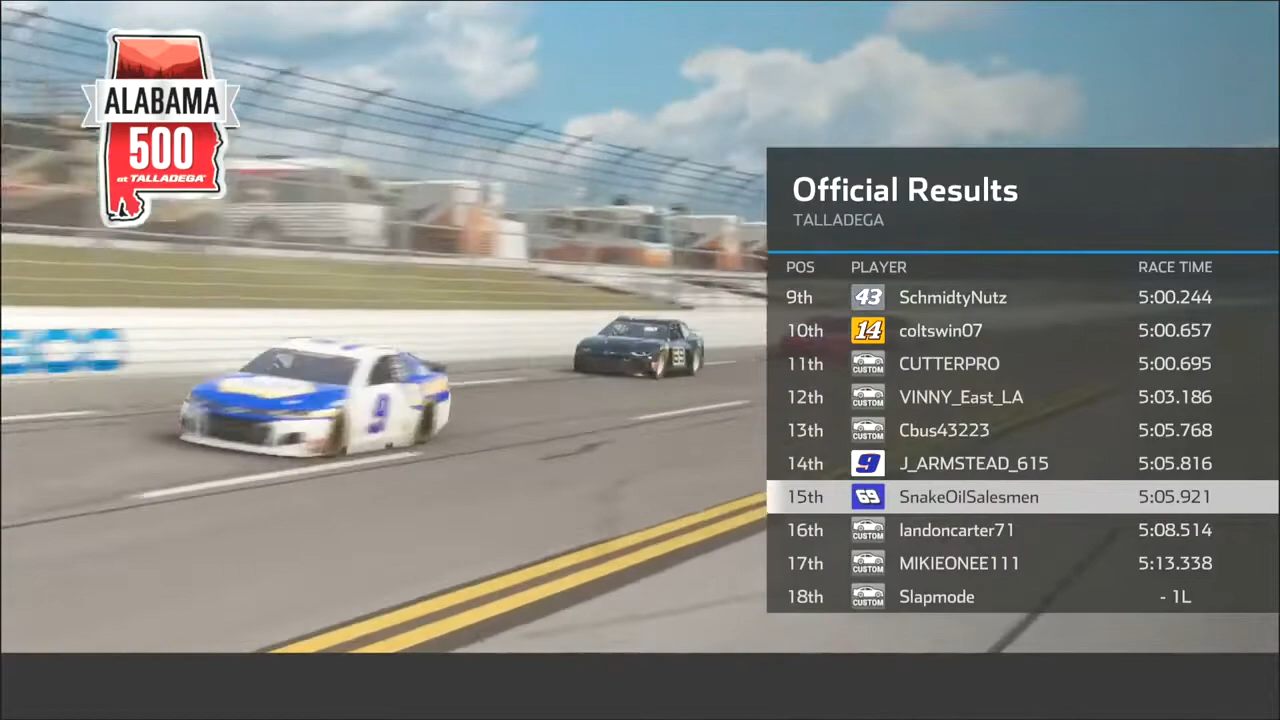 ALABAMA
500
at TALLADEGA
Official Results
TALLADEGA
POS PLAYER RACE TIME
9th 43 SchmidtyNutz 5:00.244
10th 14 coltswin07 5:00.657
11th CUSTOM CUTTERPRO 5:00.695
12th CUSTOM VINNY_East_LA 5:03.186
13th CUSTOM Cbus43223 5:05.768
14th 9 J_ARMSTEAD_615 5:05.816
15th 69 SnakeOilSalesmen 5:05.921
16th CUSTOM landoncarter71 5:08.514
17th CUSTOM MIKIEONEE111 5:13.338
18th CUSTOM Slapmode - 1L
9